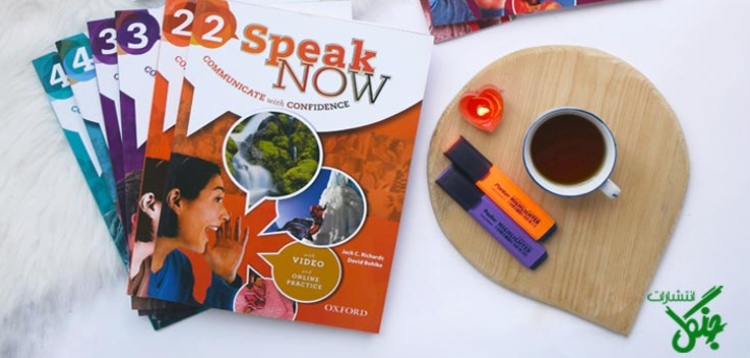 4
4
3
3
2
2
Speak
NOW
COMMUNICATE with CONFIDENCE
Jack C. Richards
David Bohlke
with
VIDEO
and
ONLINE
PRACTICE
OXFORD
HIGHLIGHTER
انتشارات
جنگل